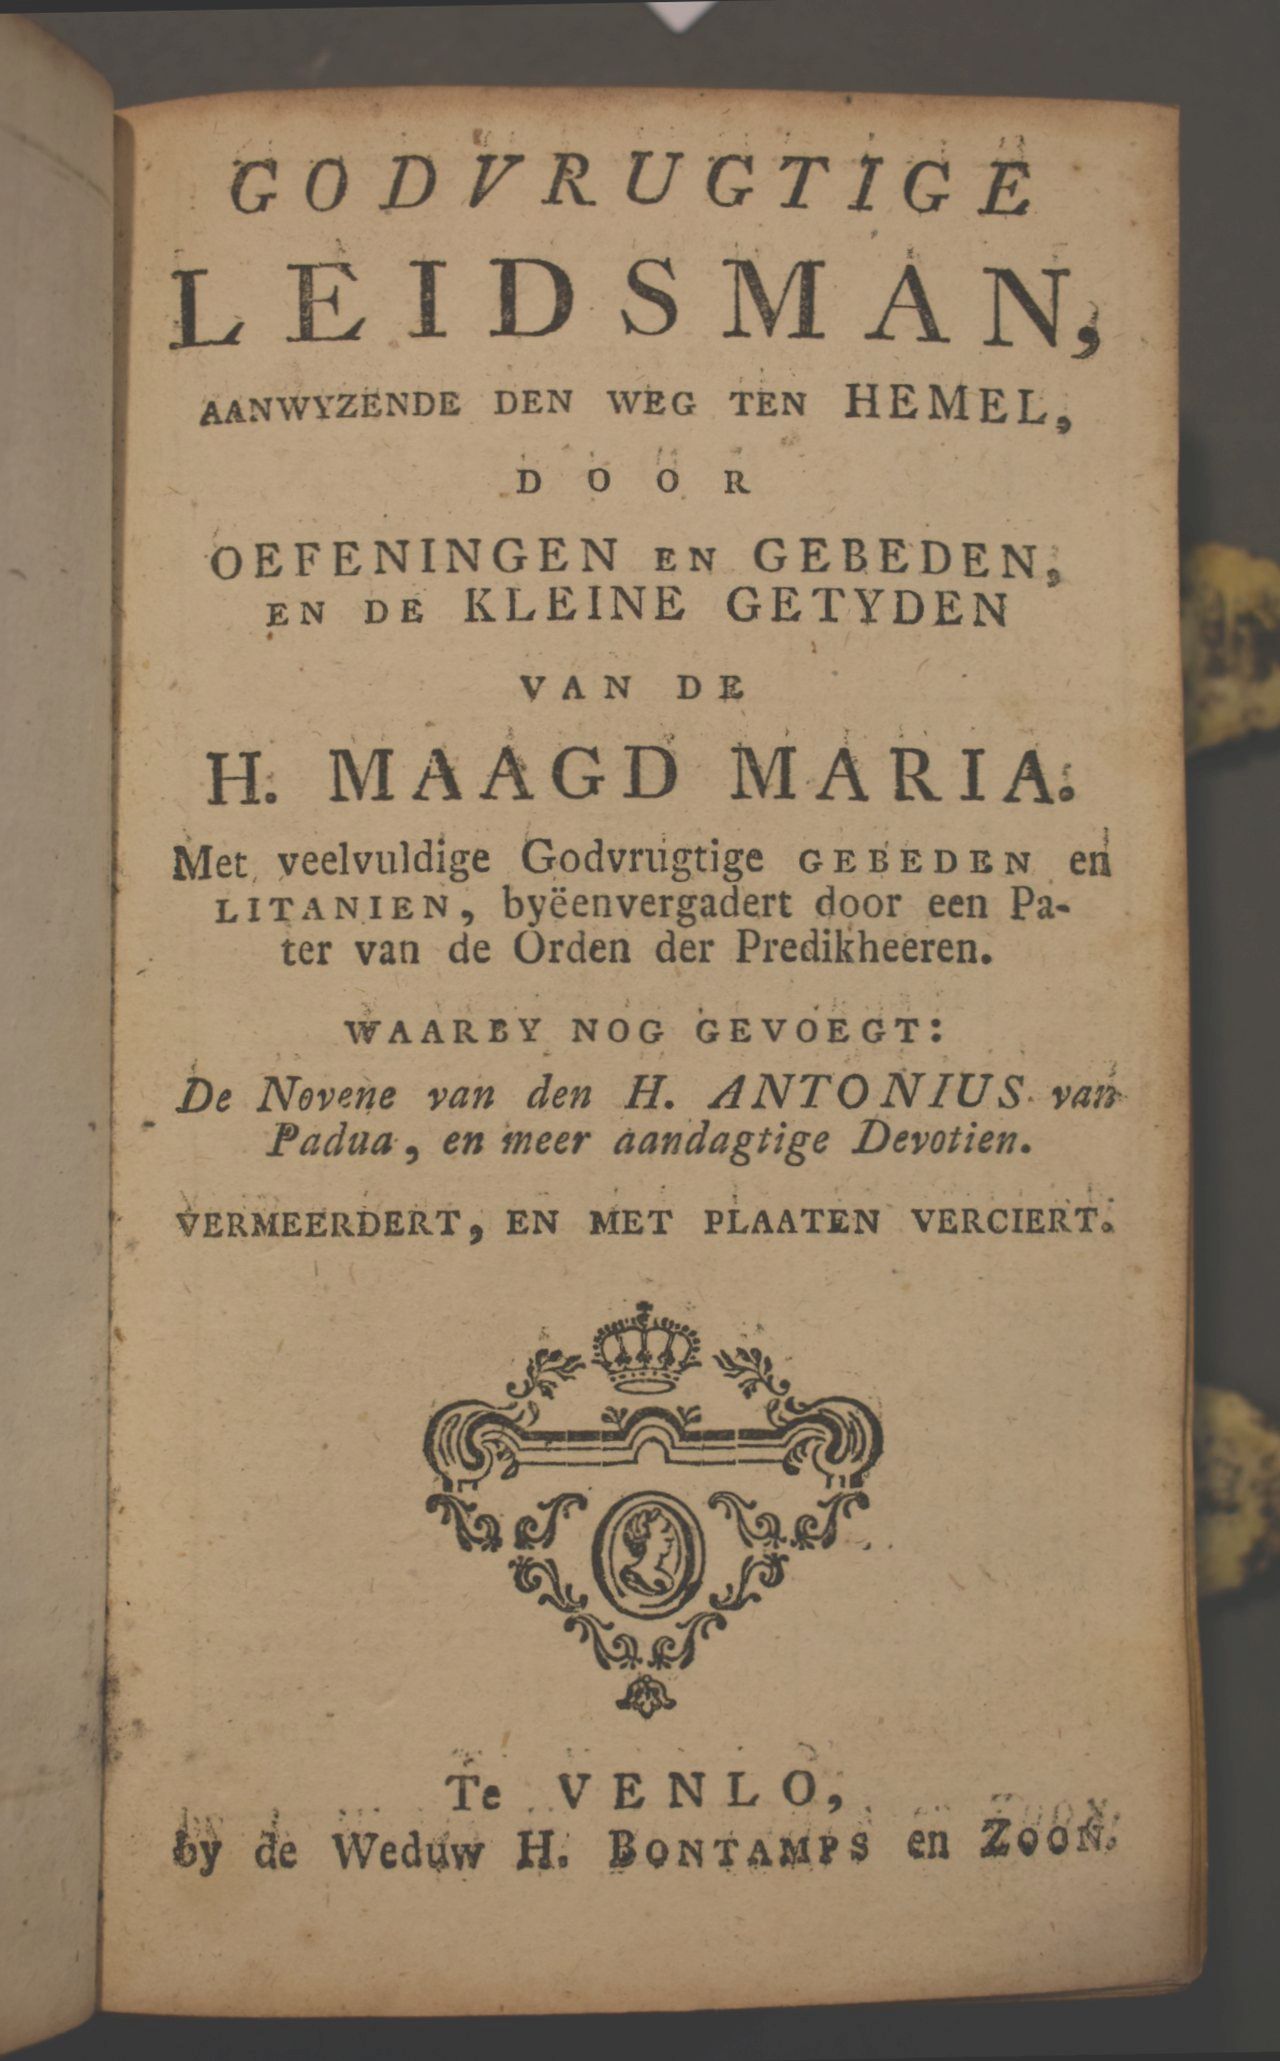 GODVRUGTIGE
LEIDSMAN,
AANWYZENDE DEN WEG TEN HEMEL,
DOOR
OEFENINGEN EN GEBEDEN,
EN DE KLEINE GETYDEN
VAN DE
H. MAAGD MARIA.
Met veelvuldige Godvrugtige GEBEDEN en
LITANIEN, byëenvergadert door een Pa-
ter van de Orden der Predikheeren.
WAARBY NOG GEVOEGT:
De Novene van den H. ANTONIUS van
Padua, en meer aandagtige Devotien.
VERMEERDERT, EN MET PLAATEN VERCIERT.
Te VENLO,
by de Weduw H. BONTAMPS en ZOON.